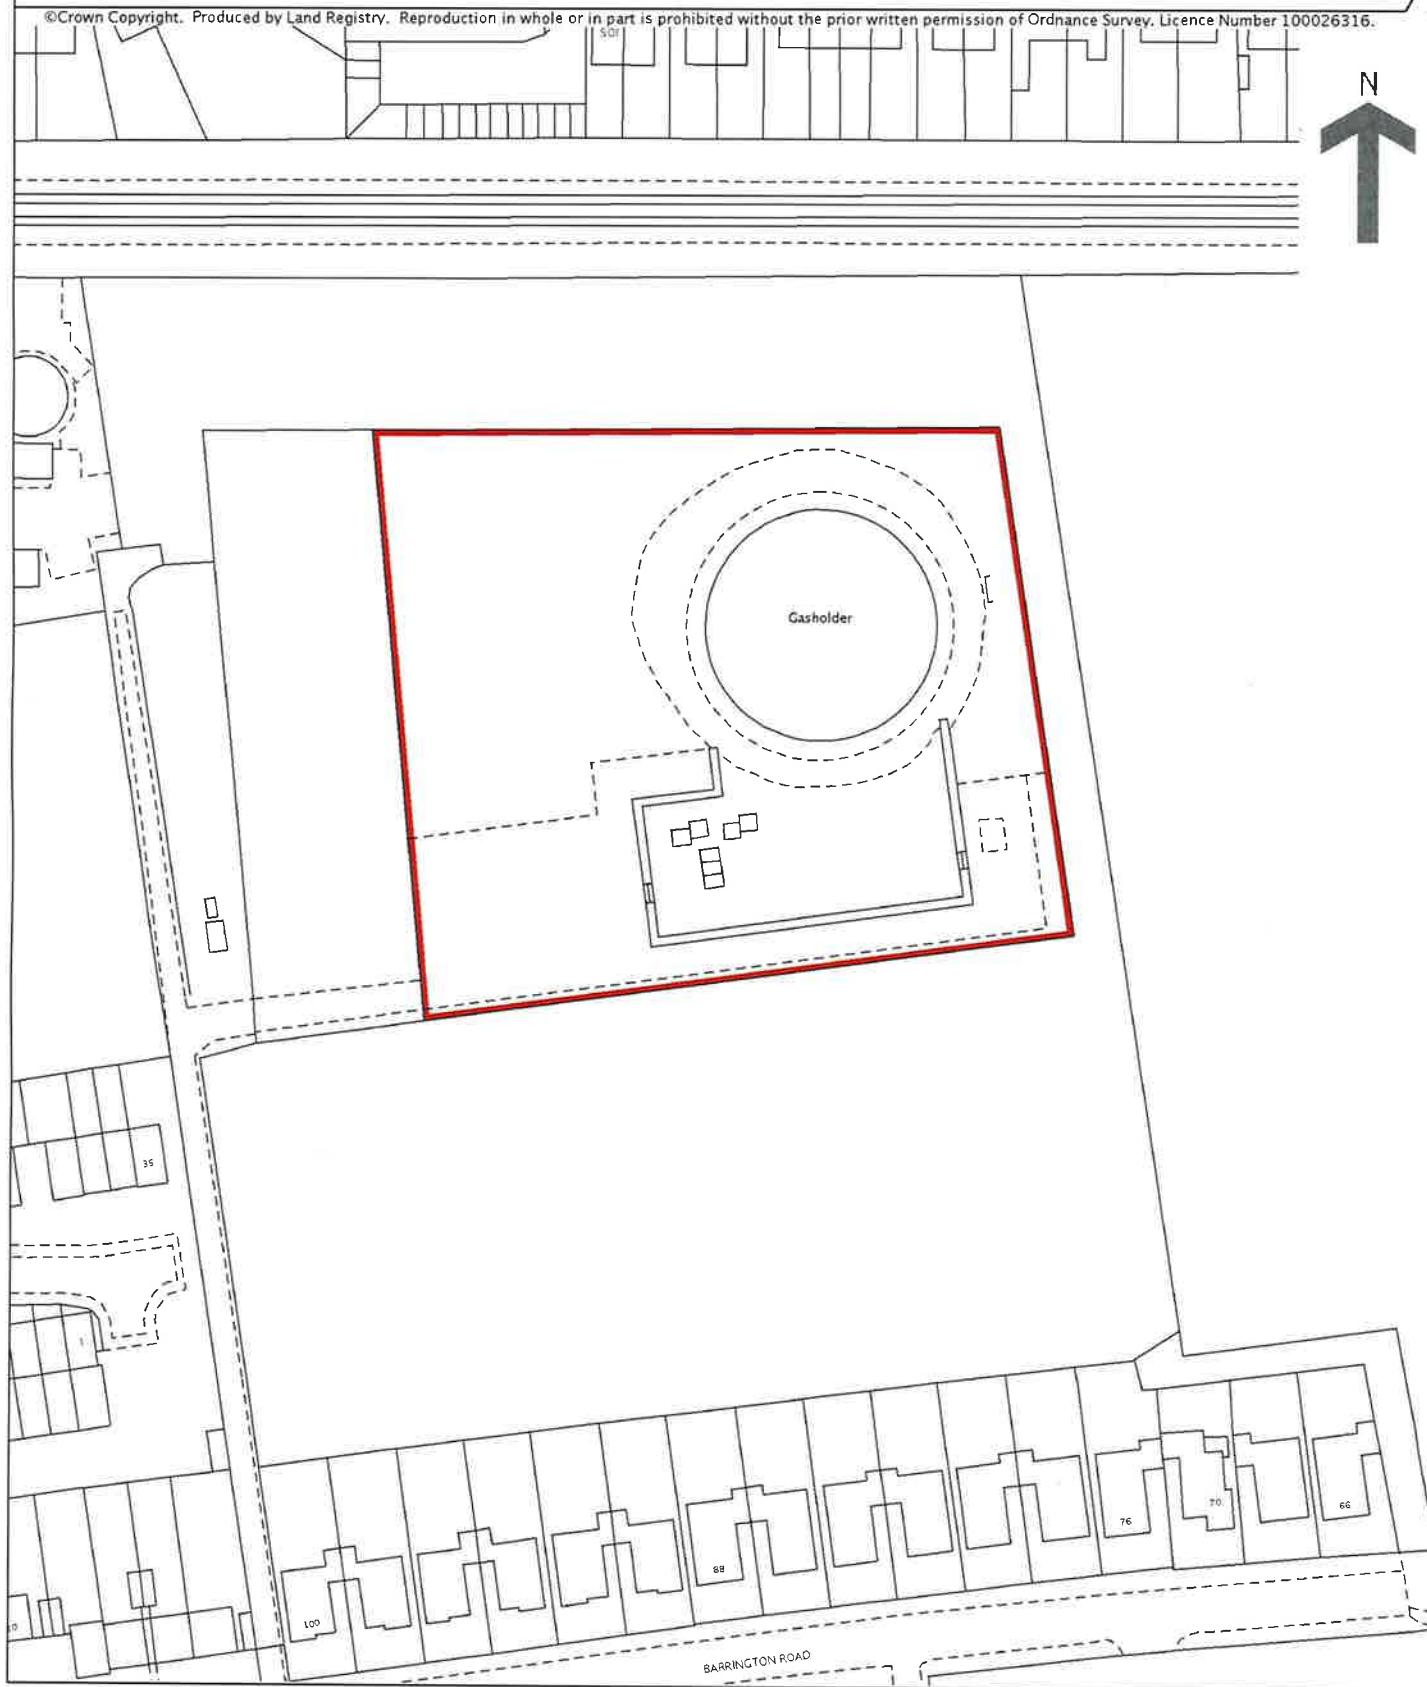 ©Crown Copyright. Produced by Land Registry. Reproduction in whole or in part is prohibited without the prior written permission of Ordnance Survey. Licence Number 100026316.
N
Gasholder
35
76
70
66
88
100
BARRINGTON ROAD